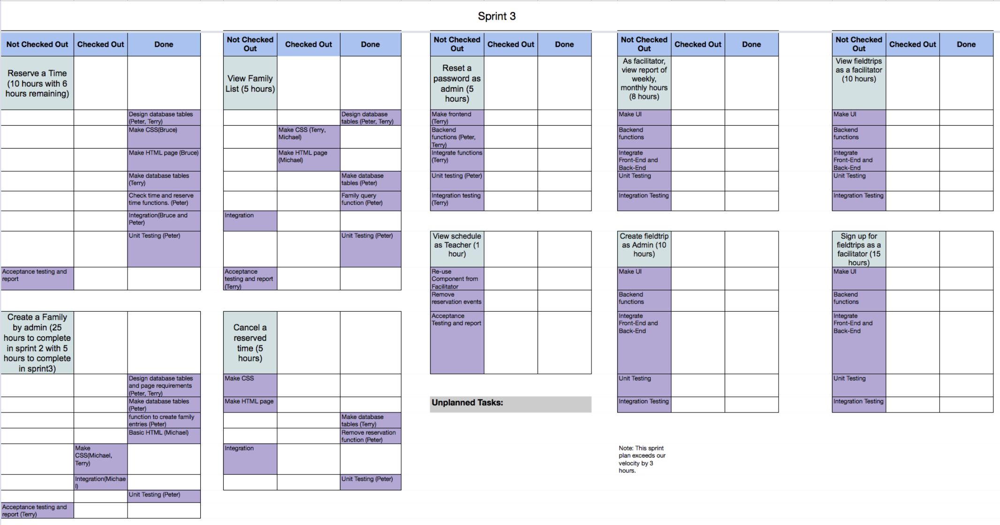 Sprint 3
Not Checked Out
Checked Out
Done
Reserve a Time
(10 hours with 6
hours remaining)
Design database tables
(Peter, Terry)
Make CSS(Bruce)
Make HTML page (Bruce)
Make database tables
(Terry)
Check time and reserve
time functions. (Peter)
Integration(Bruce and
Peter)
Unit Testing (Peter)
Acceptance testing and
report
Create a Family
by admin (25
hours to complete
in sprint 2 with 5
hours to complete
in sprint3)
Design database tables
and page requirements
(Peter, Terry)
Make database tables
(Peter)
function to create family
entries (Peter)
Basic HTML (Michael)
Make
CSS(Michael,
Terry)
Integration(Michae
l)
Unit Testing (Peter)
Acceptance testing and
report (Terry)
Not Checked
Out
Checked Out
Done
View Family
List (5 hours)
Design database
tables (Peter, Terry)
Make CSS (Terry,
Michael)
Make HTML page
(Michael)
Make database
tables (Peter)
Family query
function (Peter)
Integration
Unit Testing (Peter)
Acceptance
testing and report
(Terry)
Cancel a
reserved
time (5
hours)
Make CSS
Make HTML page
Make database
tables (Terry)
Remove reservation
function (Peter)
Integration
Unit Testing (Peter)
Not Checked
Out
Checked Out
Done
Reset a
password as
admin (5
hours)
Make frontend
(Terry)
Backend
functions (Peter,
Terry)
Integrate functions
(Terry)
Unit testing (Peter)
Integration testing
(Terry)
View schedule
as Teacher (1
hour)
Re-use
Component from
Facilitator
Remove
reservation events
Acceptance
Testing and report
Unplanned Tasks:
Not Checked
Out
Checked Out
Done
As facilitator,
view report of
weekly,
monthly hours
(8 hours)
Make UI
Backend
functions
Integrate
Front-End and
Back-End
Unit Testing
Integration Testing
Create fieldtrip
as Admin (10
hours)
Make UI
Backend
functions
Integrate
Front-End and
Back-End
Unit Testing
Integration Testing
Note: This sprint
plan exceeds our
velocity by 3
hours.
Not Checked
Out
Checked Out
Done
View fieldtrips
as a facilitator
(10 hours)
Make UI
Backend
functions
Integrate
Front-End and
Back-End
Unit Testing
Integration Testing
Sign up for
fieldtrips as a
facilitator (15
hours)
Make UI
Backend
functions
Integrate
Front-End and
Back-End
Unit Testing
Integration Testing